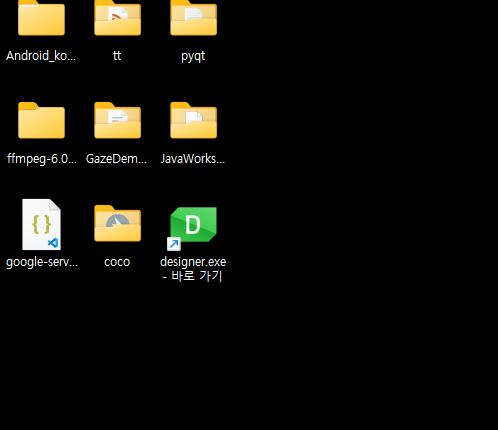 Android_ko...
tt
pyqt
ffmpeg-6.0...
GazeDem...
JavaWorks...
{ }
D
google-serv...
coco
designer.exe
- 바로 가기